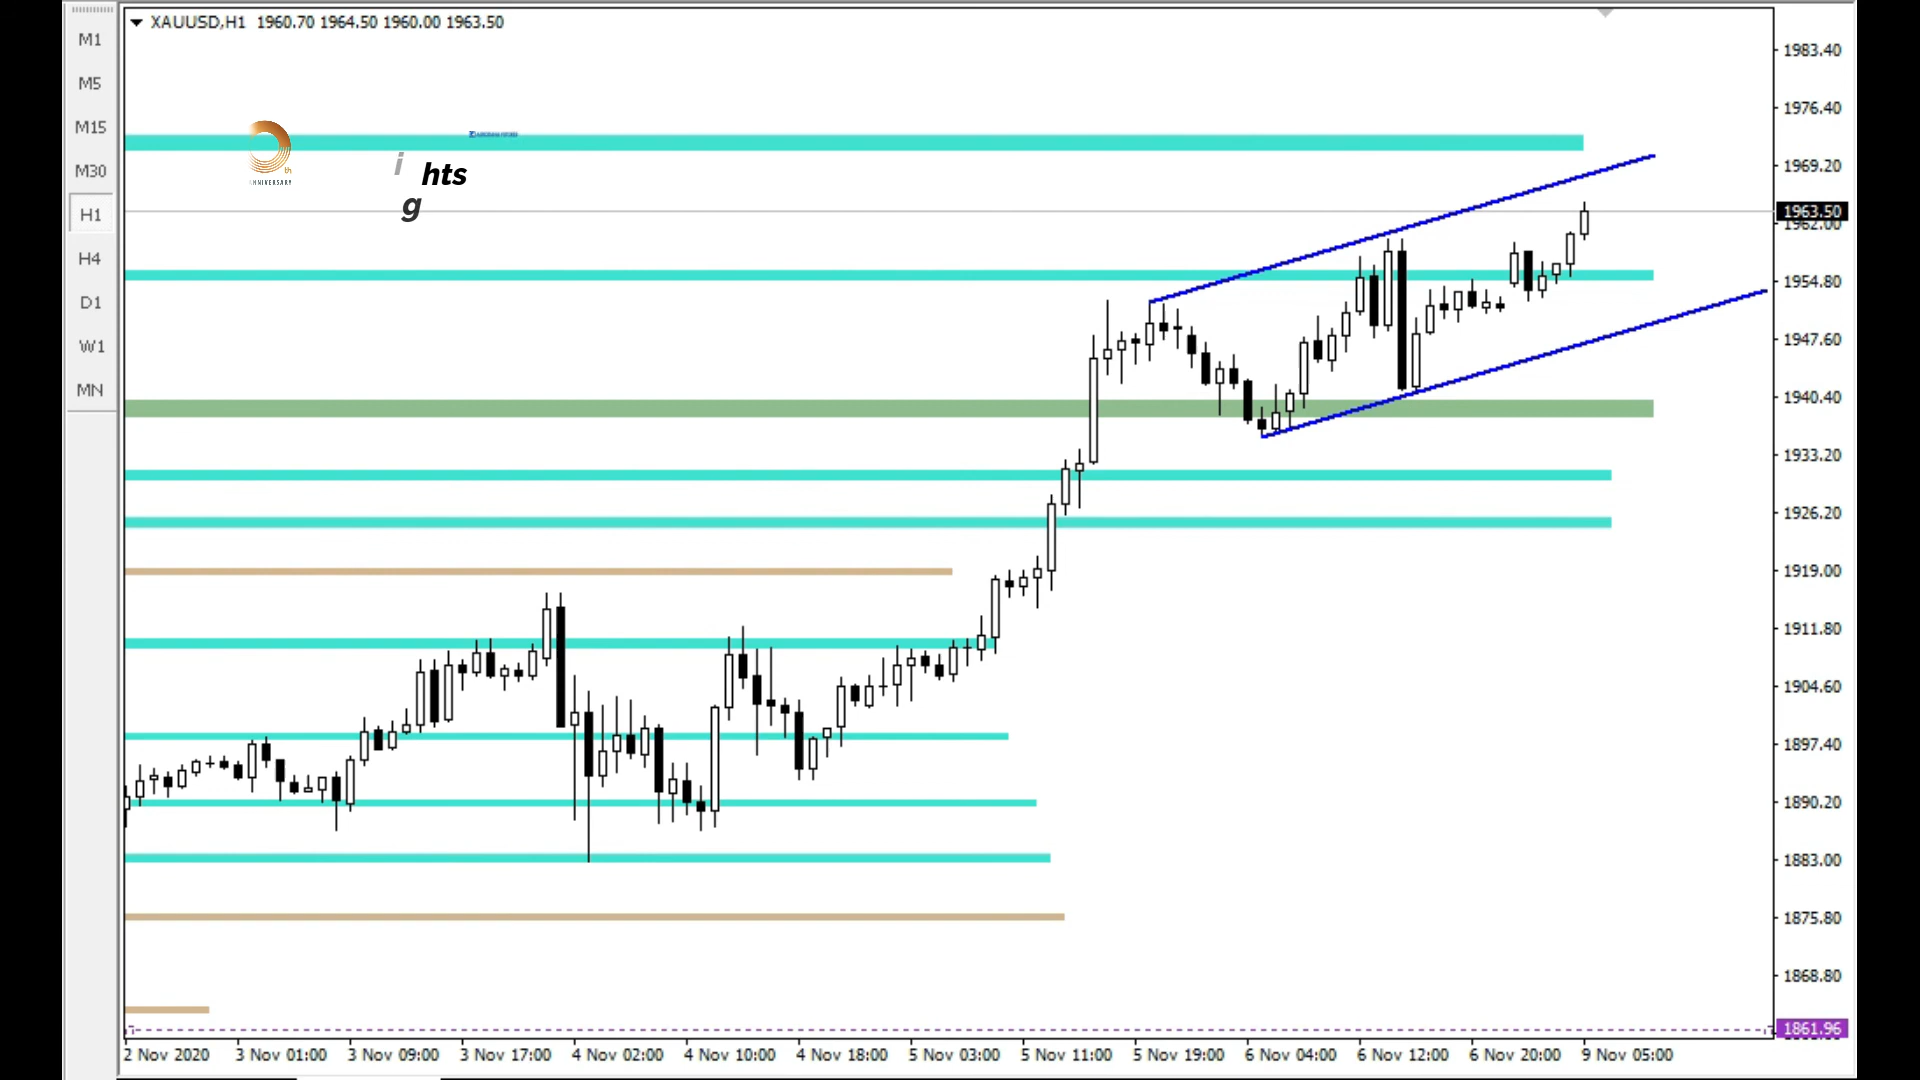 XAUUSD,H1 1960.70 1964.50 1960.00 1963.50
M1
M5
M15
M30
H1
H4
D1
W1
MN
th
i
hts
g
1983.40
1976.40
1969.20
1963.50
1962.00
1954.80
1947.60
1940.40
1933.20
1926.20
1919.00
1911.80
1904.60
1897.40
1890.20
1883.00
1875.80
1868.80
1861.96
2 Nov 2020 3 Nov 01:00 3 Nov 09:00 3 Nov 17:00 4 Nov 02:00 4 Nov 10:00 4 Nov 18:00 5 Nov 03:00 5 Nov 11:00 5 Nov 19:00 6 Nov 04:00 6 Nov 12:00 6 Nov 20:00 9 Nov 05:00